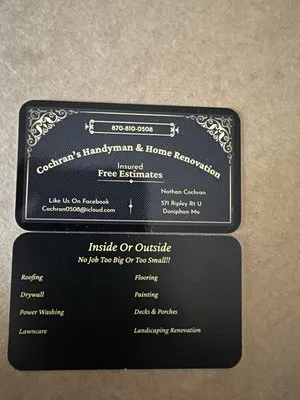 870-810-0508
Cochran's Handyman & Home Renovation
Insured
Free Estimates
Nathan Cochran
Like Us On Facebook
Cochran0508@icloud.com
571 Ripley Rt U
Doniphan Mo
Inside Or Outside
No Job Too Big Or Too Small!!
Roofing
Flooring
Drywall
Painting
Power Washing
Decks & Porches
Lawncare
Landscaping Renovation